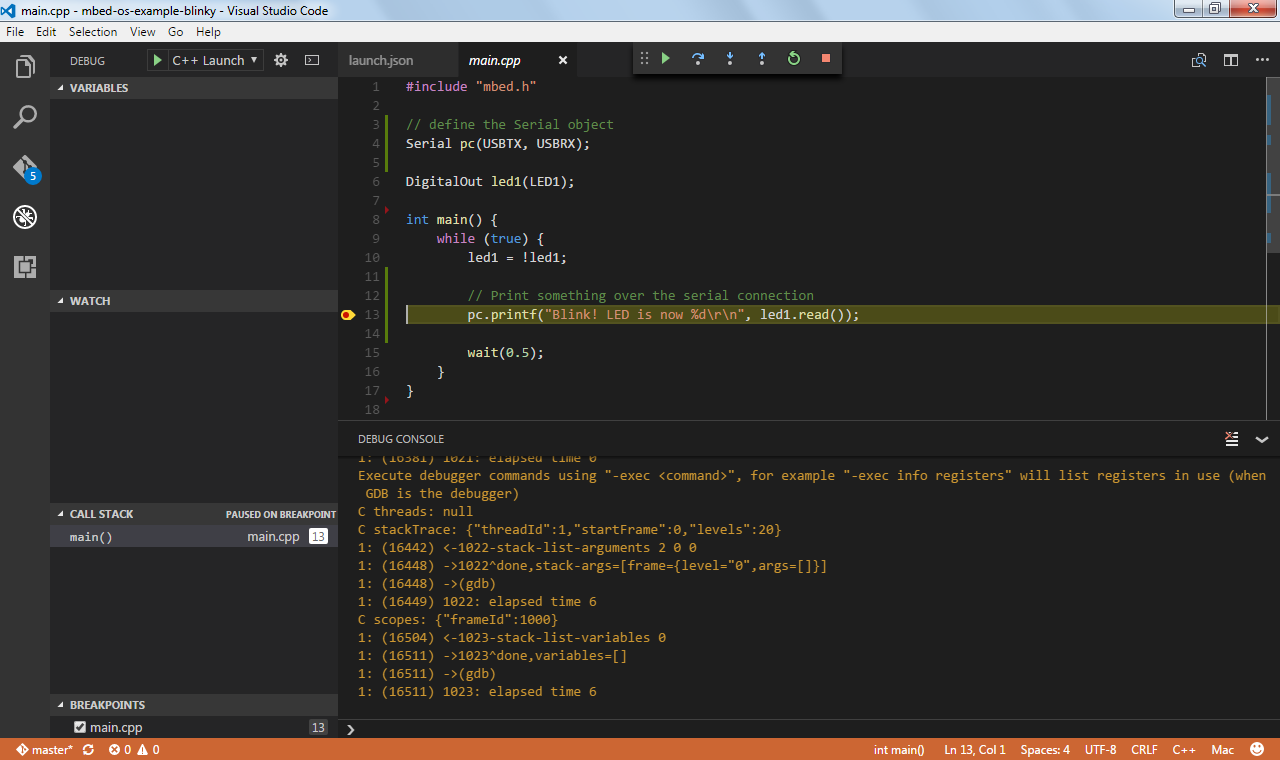 main.cpp - mbed-os-example-blinky - Visual Studio Code
File Edit Selection View Go Help
DEBUG C++ Launch
launch.json main.cpp
VARIABLES
WATCH
CALL STACK PAUSED ON BREAKPOINT
main() main.cpp 13
BREAKPOINTS
main.cpp 13
5
1 #include "mbed.h"
2
3 // define the Serial object
4 Serial pc(USBTX, USBRX);
5
6 DigitalOut led1(LED1);
7
8 int main() {
9 while (true) {
10 led1 = !led1;
11
12 // Print something over the serial connection
13 pc.printf("Blink! LED is now %d\r\n", led1.read());
14
15 wait(0.5);
16 }
17 }
18
DEBUG CONSOLE
1: (16381) 1021: elapsed time 0
Execute debugger commands using "-exec <command>", for example "-exec info registers" will list registers in use (when
GDB is the debugger)
C threads: null
C stackTrace: {"threadId":1,"startFrame":0,"levels":20}
1: (16442) <-1022-stack-list-arguments 2 0 0
1: (16448) ->1022^done,stack-args=[frame={level="0",args=[]}]
1: (16448) ->(gdb)
1: (16449) 1022: elapsed time 6
C scopes: {"frameId":1000}
1: (16504) <-1023-stack-list-variables 0
1: (16511) ->1023^done,variables=[]
1: (16511) ->(gdb)
1: (16511) 1023: elapsed time 6
master* 0 0 int main() Ln 13, Col 1 Spaces: 4 UTF-8 CRLF C++ Mac